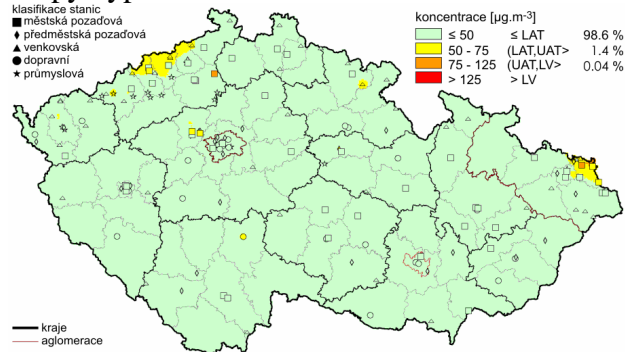 klasifikace stanic
městská pozaďová
předměstská pozaďová
venkovská
dopravní
průmyslová
koncentrace [µg.m-3]
≤ 50 ≤ LAT 98.6 %
50 - 75 (LAT,UAT> 1.4 %
75 - 125 (UAT,LV> 0.04 %
> 125 > LV
kraje
aglomerace